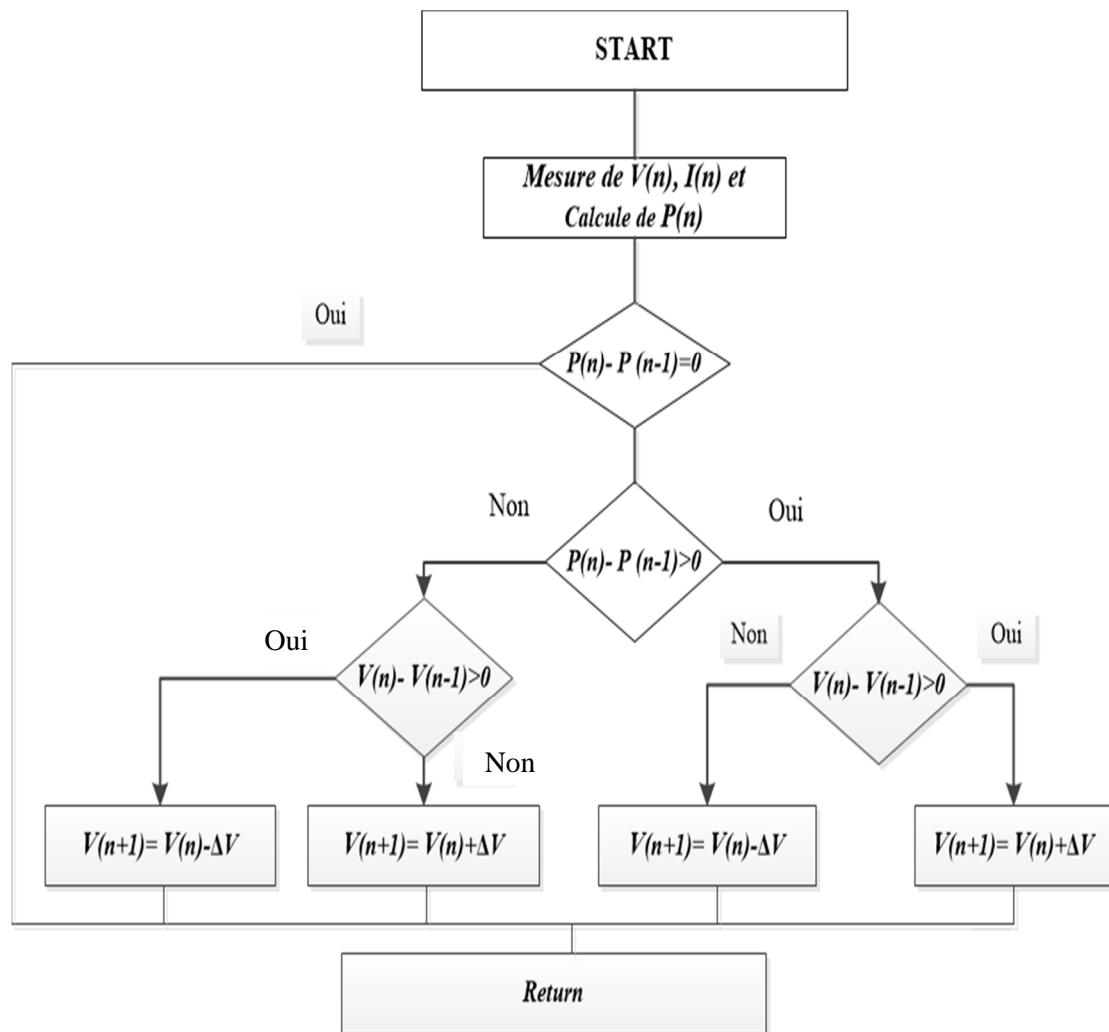 START
Mesure de V(n), I(n) et
Calcule de P(n)
Oui
P(n)- P (n-1)=0
Non
Oui
P(n)- P (n-1)>0
Oui
Non
Oui
V(n)- V(n-1)>0
V(n)- V(n-1)>0
Non
V(n+1)= V(n)-ΔV
V(n+1)= V(n)+ΔV
V(n+1)= V(n)-ΔV
V(n+1)= V(n)+ΔV
Return